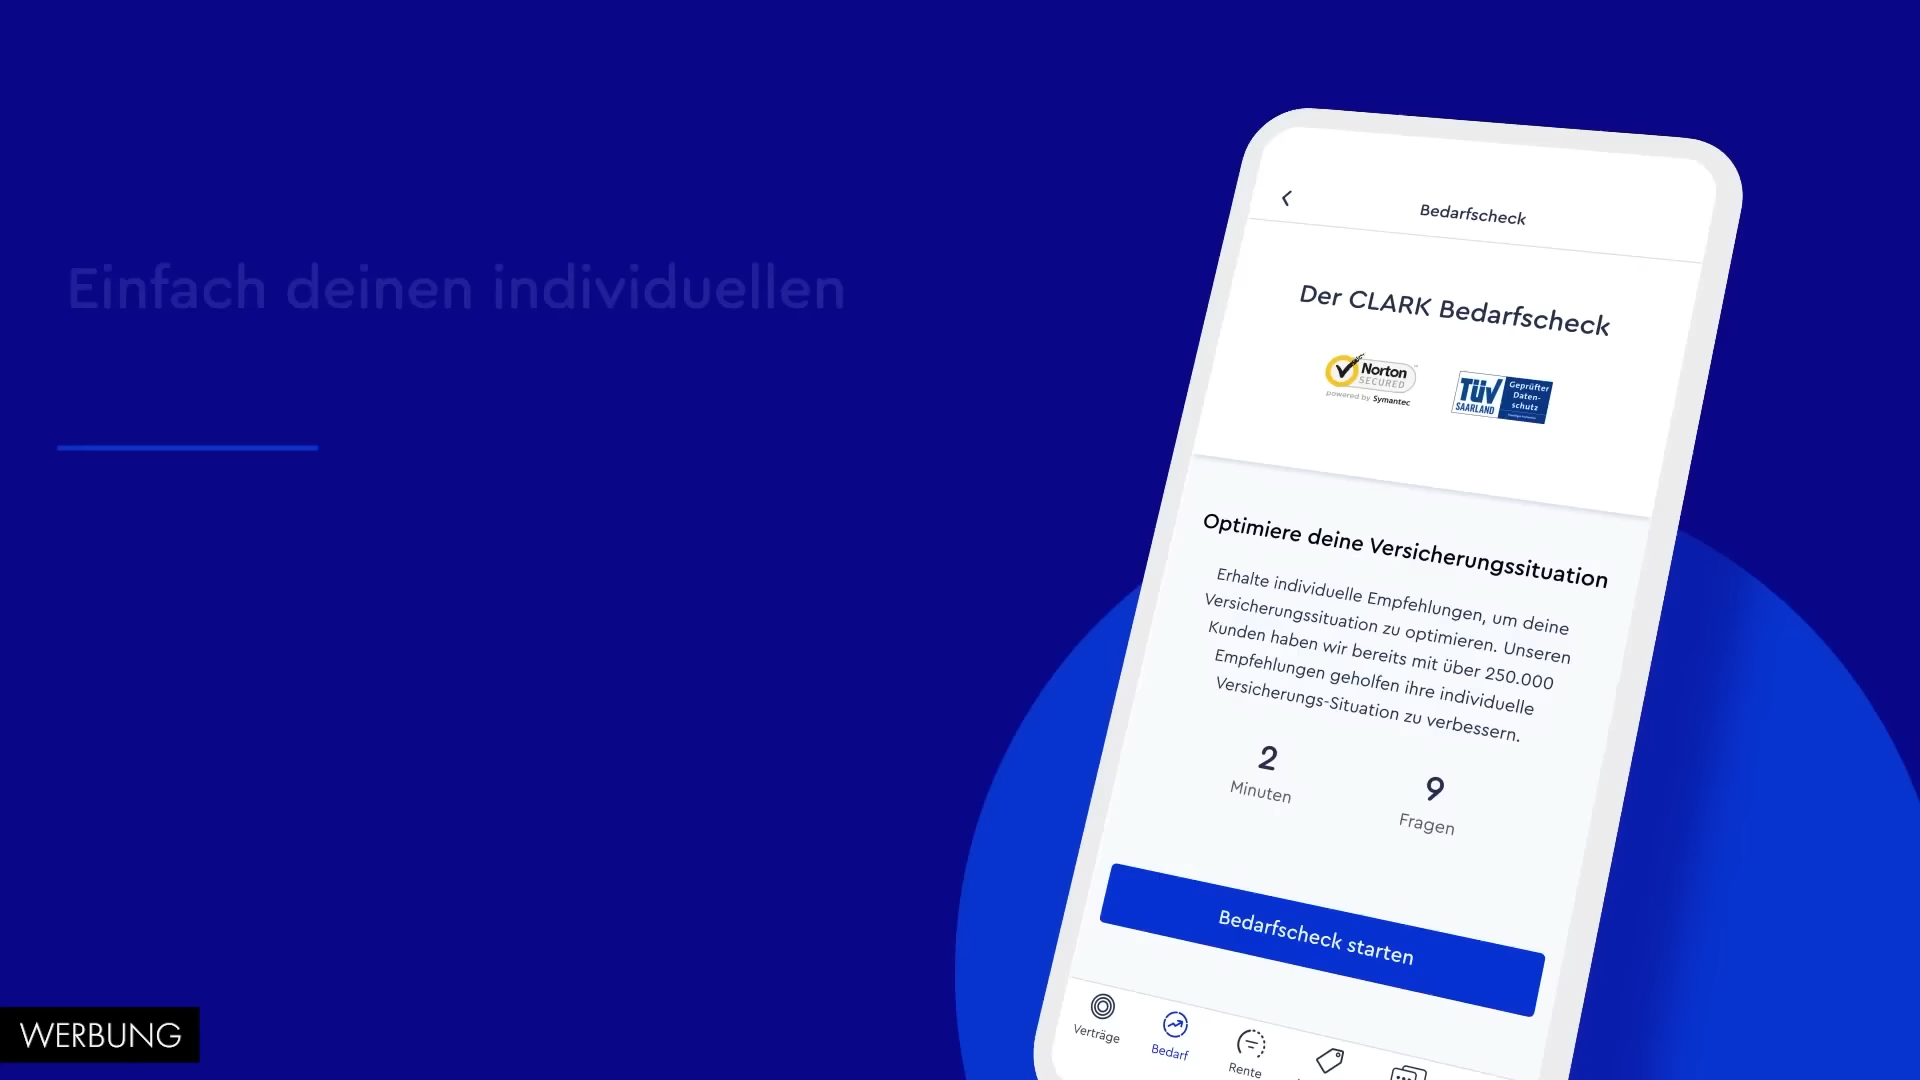 Einfach deinen individuellen
Bedarfscheck
Der CLARK Bedarfscheck
Norton
SECURED
powered by Symantec
TÜV
SAARLAND
Geprüfter
Daten-
schutz
Optimiere deine Versicherungssituation
Erhalte individuelle Empfehlungen, um deine
Versicherungssituation zu optimieren. Unseren
Kunden haben wir bereits mit über 250.000
Empfehlungen geholfen ihre individuelle
Versicherungs-Situation zu verbessern.
2
Minuten
9
Fragen
Bedarfscheck starten
Verträge
Bedarf
Rente
WERBUNG